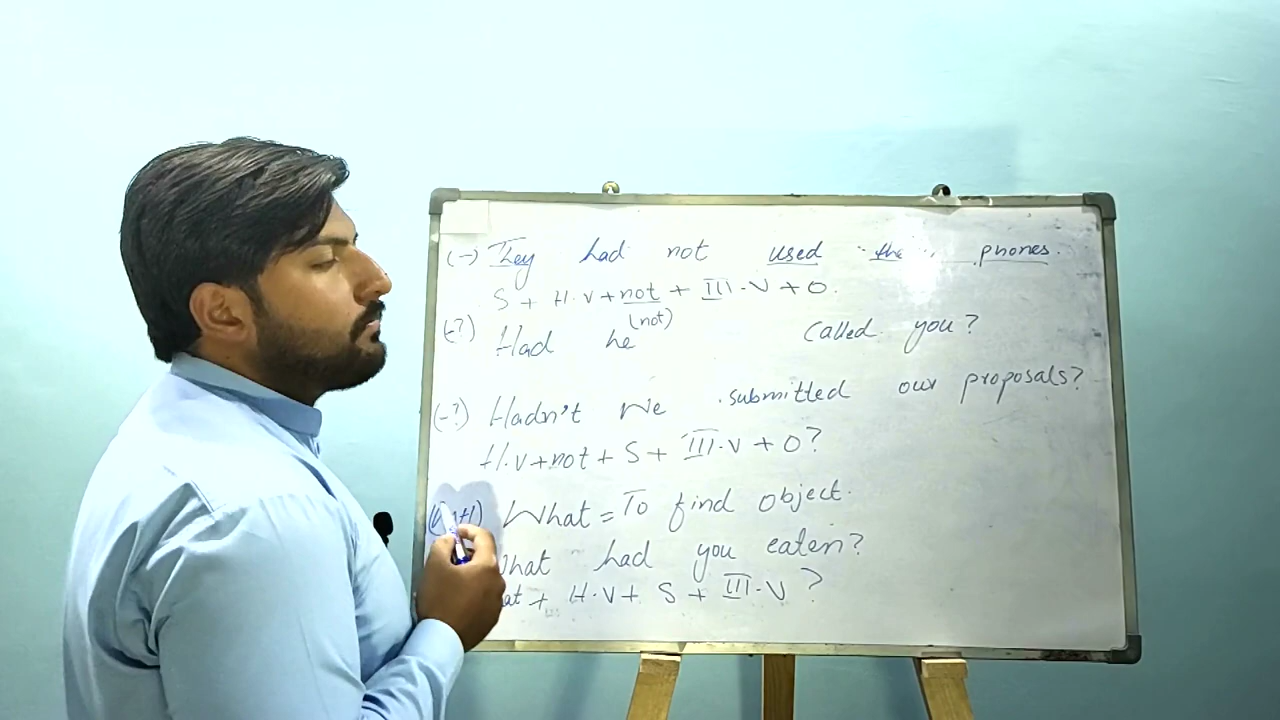 (-) They had not used the phones.
S + H.V + not + III.V + O.
(+?) Had he (not) called you?
(-?) Hadn't We submitted our proposals?
H.V + not + S + III.V + O?
What = To find object.
What had you eaten?
+ H.V + S + III.V ?